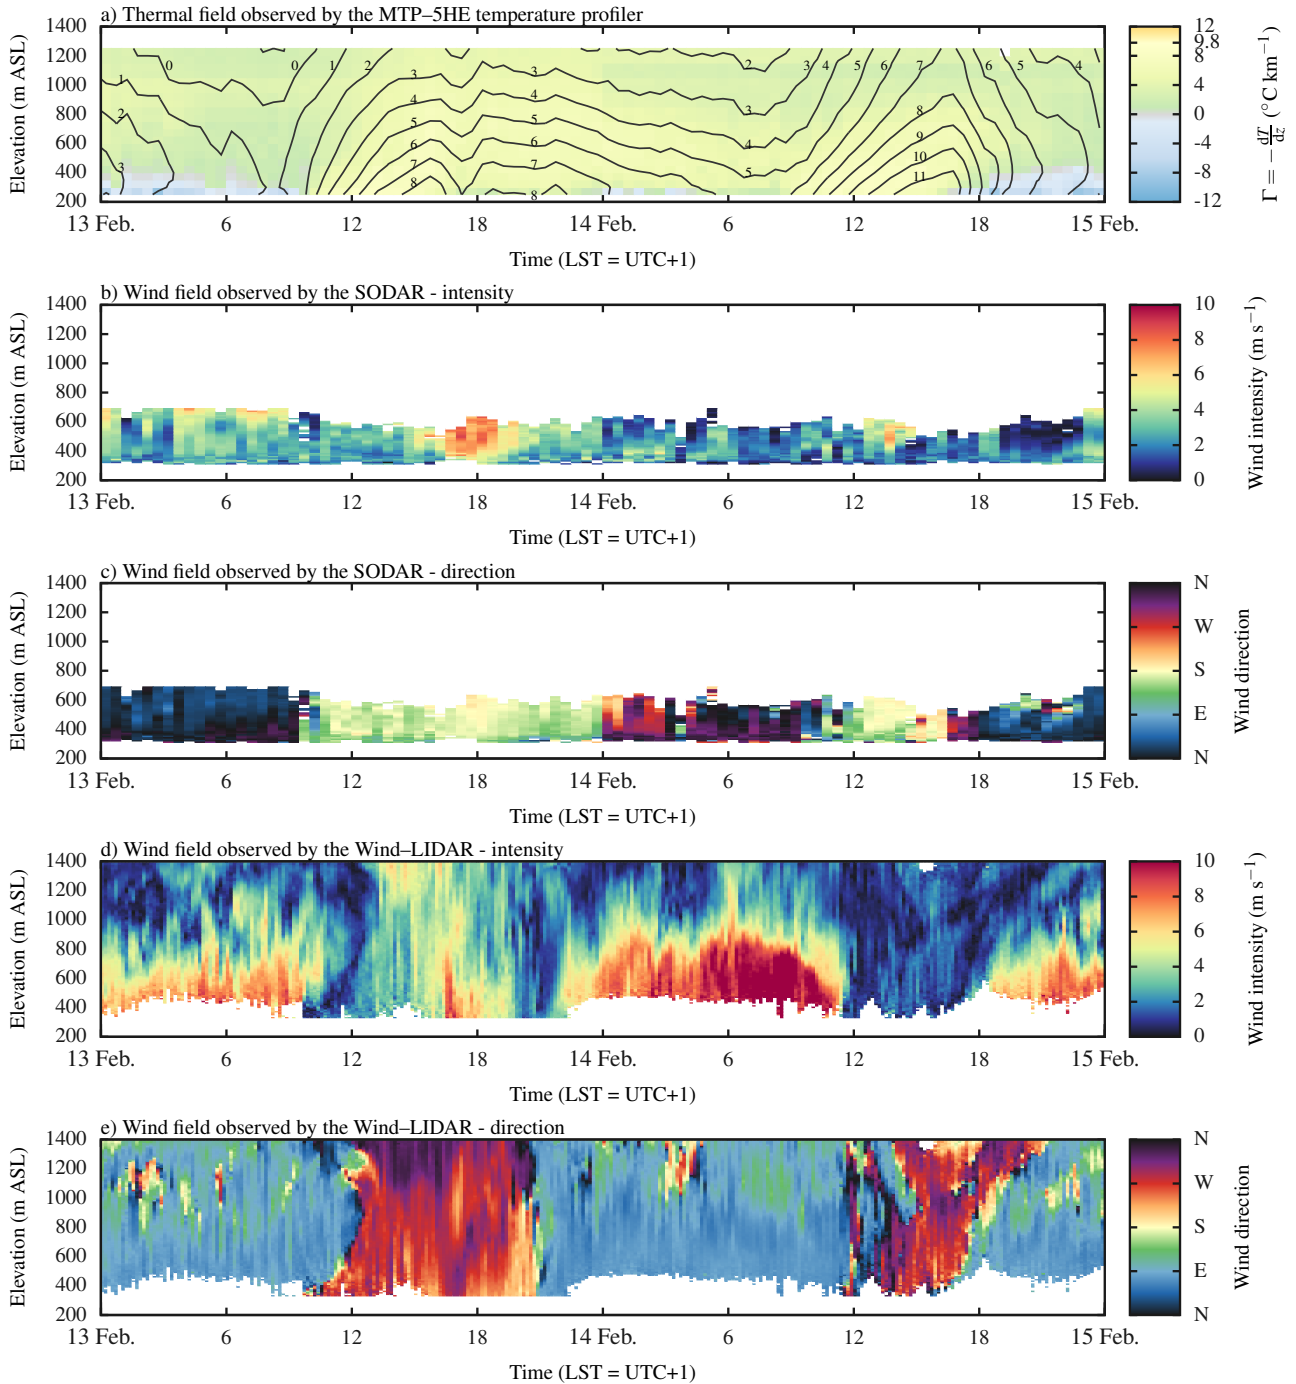 a) Thermal field observed by the MTP–5HE temperature profiler
Elevation (m ASL)
1400
1200
1000
800
600
400
200
0 0 1 2 3 3 2 3 4 5 6 7 6 5 4
1 2 3
4 5 6 7 8
4 5 6 7 8
3 4 5
8 9 10 11
13 Feb. 6 12 18 14 Feb. 6 12 18 15 Feb.
Time (LST = UTC+1)
12
9.8
8
4
0
-4
-8
-12
Γ = − dT/dz (°C km−1)
b) Wind field observed by the SODAR - intensity
Elevation (m ASL)
1400
1200
1000
800
600
400
200
13 Feb. 6 12 18 14 Feb. 6 12 18 15 Feb.
Time (LST = UTC+1)
10
8
6
4
2
0
Wind intensity (m s−1)
c) Wind field observed by the SODAR - direction
Elevation (m ASL)
1400
1200
1000
800
600
400
200
13 Feb. 6 12 18 14 Feb. 6 12 18 15 Feb.
Time (LST = UTC+1)
N
W
S
E
N
Wind direction
d) Wind field observed by the Wind–LIDAR - intensity
Elevation (m ASL)
1400
1200
1000
800
600
400
200
13 Feb. 6 12 18 14 Feb. 6 12 18 15 Feb.
Time (LST = UTC+1)
10
8
6
4
2
0
Wind intensity (m s−1)
e) Wind field observed by the Wind–LIDAR - direction
Elevation (m ASL)
1400
1200
1000
800
600
400
200
13 Feb. 6 12 18 14 Feb. 6 12 18 15 Feb.
Time (LST = UTC+1)
N
W
S
E
N
Wind direction